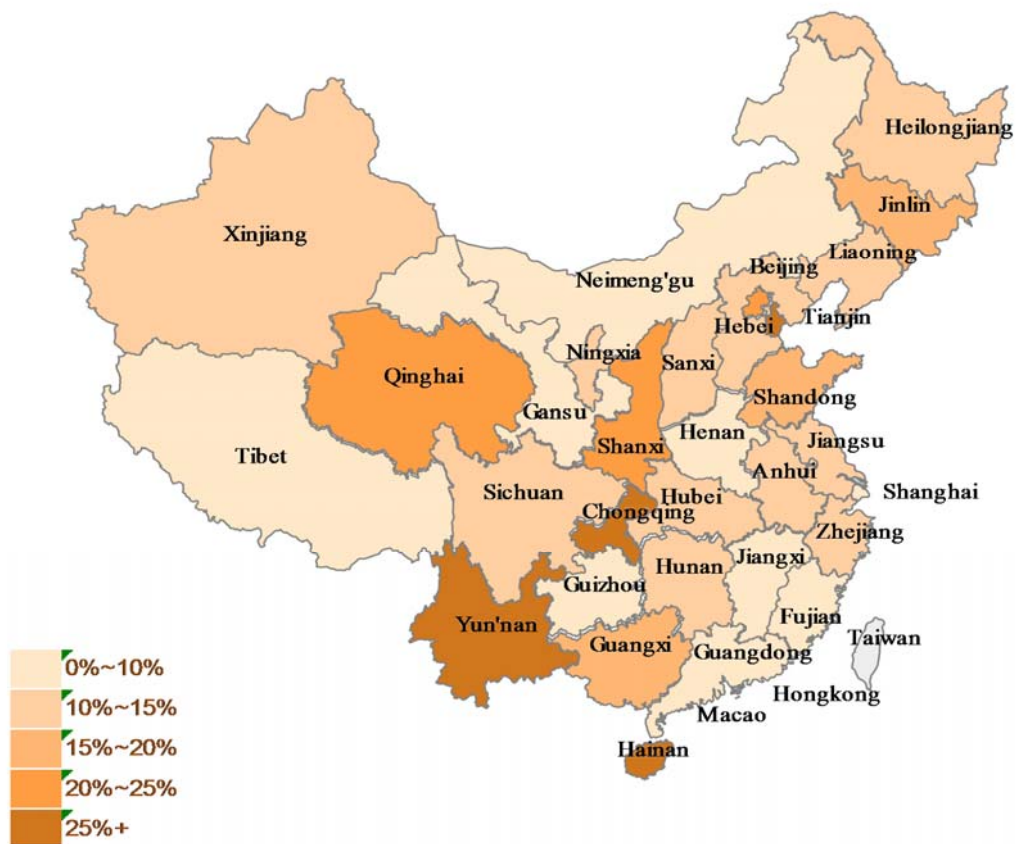 Heilongjiang
Jinlin
Xinjiang
Liaoning
Beijing
Neimeng'gu
Tianjin
Hebei
Ningxia
Sanxi
Qinghai
Shandong
Gansu
Henan
Jiangsu
Shanxi
Tibet
Anhui
Sichuan
Hubei
Shanghai
Chongqing
Zhejiang
Jiangxi
Hunan
Guizhou
Fujian
Yun'nan
Taiwan
Guangxi
Guangdong
Hongkong
Macao
Hainan
0%~10%
10%~15%
15%~20%
20%~25%
25%+